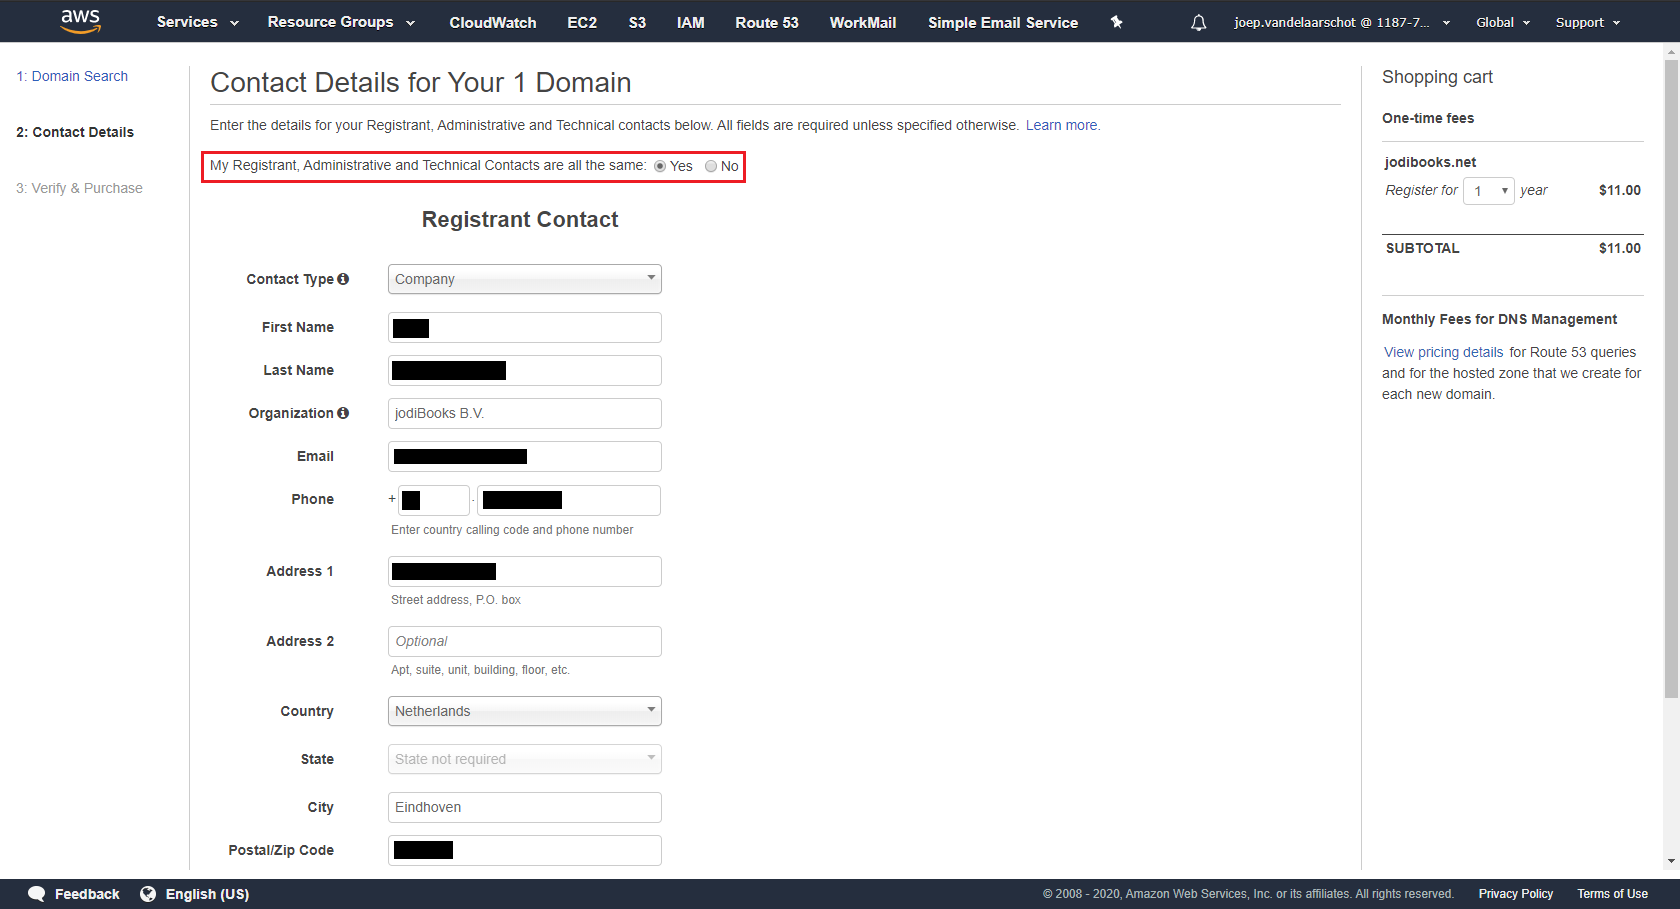 aws Services Resource Groups CloudWatch EC2 S3 IAM Route 53 WorkMail Simple Email Service joep.vandelaarschot @ 1187-7... Global Support
1: Domain Search
2: Contact Details
3: Verify & Purchase
Contact Details for Your 1 Domain
Enter the details for your Registrant, Administrative and Technical contacts below. All fields are required unless specified otherwise. Learn more.
My Registrant, Administrative and Technical Contacts are all the same: Yes No
Registrant Contact
Contact Type Company
First Name
Last Name
Organization jodiBooks B.V.
Email
Phone + .
Enter country calling code and phone number
Address 1
Street address, P.O. box
Address 2 Optional
Apt, suite, unit, building, floor, etc.
Country Netherlands
State State not required
City Eindhoven
Postal/Zip Code
Shopping cart
One-time fees
jodibooks.net
Register for 1 year $11.00
SUBTOTAL $11.00
Monthly Fees for DNS Management
View pricing details for Route 53 queries
and for the hosted zone that we create for
each new domain.
Feedback English (US) © 2008 - 2020, Amazon Web Services, Inc. or its affiliates. All rights reserved. Privacy Policy Terms of Use